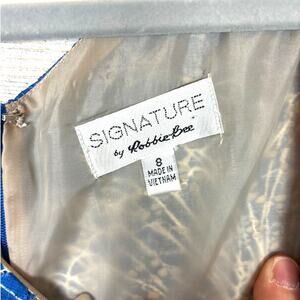 SIGNATURE
by Robbie Bee
8
MADE IN
VIETNAM